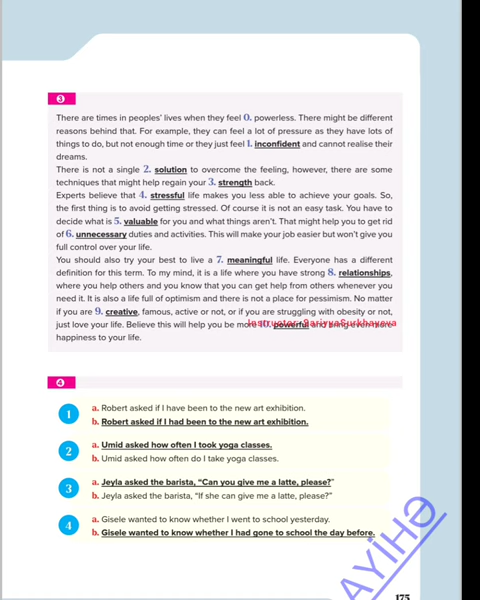 3
There are times in peoples' lives when they feel 0. powerless. There might be different
reasons behind that. For example, they can feel a lot of pressure as they have lots of
things to do, but not enough time or they just feel 1. inconfident and cannot realise their
dreams.
There is not a single 2. solution to overcome the feeling, however, there are some
techniques that might help regain your 3. strength back.
Experts believe that 4. stressful life makes you less able to achieve your goals. So,
the first thing is to avoid getting stressed. Of course it is not an easy task. You have to
decide what is 5. valuable for you and what things aren't. That might help you to get rid
of 6. unnecessary duties and activities. This will make your job easier but won't give you
full control over your life.
You should also try your best to live a 7. meaningful life. Everyone has a different
definition for this term. To my mind, it is a life where you have strong 8. relationships,
where you help others and you know that you can get help from others whenever you
need it. It is also a life full of optimism and there is not a place for pessimism. No matter
if you are 9. creative, famous, active or not, or if you are struggling with obesity or not,
just love your life. Believe this will help you be more 10. powerful and bring even more
happiness to your life.
4
1
a. Robert asked if I have been to the new art exhibition.
b. Robert asked if I had been to the new art exhibition.
2
a. Umid asked how often I took yoga classes.
b. Umid asked how often do I take yoga classes.
3
a. Jeyla asked the barista, “Can you give me a latte, please?”
b. Jeyla asked the barista, “If she can give me a latte, please?”
4
a. Gisele wanted to know whether I went to school yesterday.
b. Gisele wanted to know whether I had gone to school the day before.
AYİHƏ
175